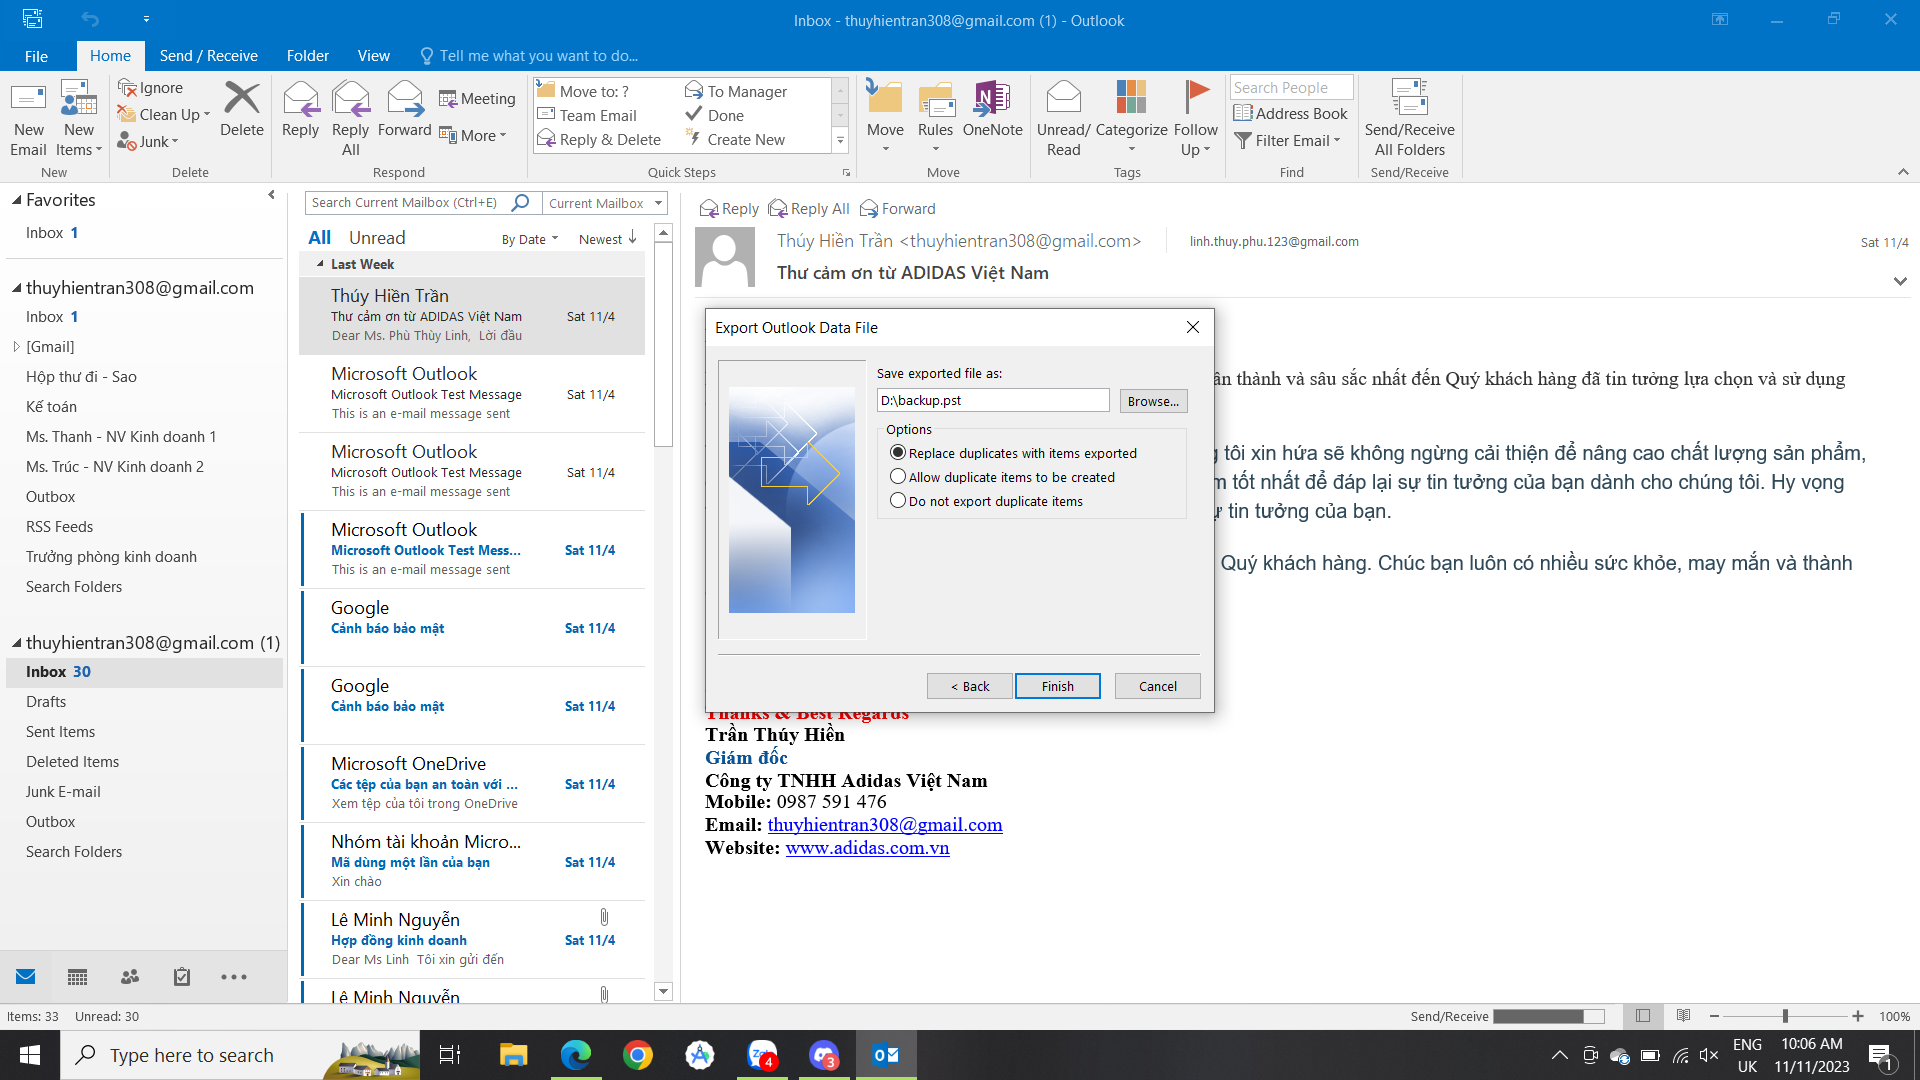 Inbox - thuyhientran308@gmail.com (1) - Outlook
File
Home
Send / Receive
Folder
View
Tell me what you want to do...
New Email
New Items
New
Ignore
Clean Up
Junk
Delete
Delete
Reply
Reply All
Forward
Meeting
More
Respond
Move to: ?
Team Email
Reply & Delete
To Manager
Done
Create New
Quick Steps
Move
Rules
OneNote
Move
Unread/ Read
Categorize
Follow Up
Tags
Search People
Address Book
Filter Email
Find
Send/Receive All Folders
Send/Receive
Favorites
Inbox 1
thuyhientran308@gmail.com
Inbox 1
[Gmail]
Hộp thư đi - Sao
Kế toán
Ms. Thanh - NV Kinh doanh 1
Ms. Trúc - NV Kinh doanh 2
Outbox
RSS Feeds
Trưởng phòng kinh doanh
Search Folders
thuyhientran308@gmail.com (1)
Inbox 30
Drafts
Sent Items
Deleted Items
Junk E-mail
Outbox
Search Folders
Search Current Mailbox (Ctrl+E)
Current Mailbox
All
Unread
By Date
Newest
Last Week
Thúy Hiền Trần
Thư cảm ơn từ ADIDAS Việt Nam
Sat 11/4
Dear Ms. Phù Thùy Linh, Lời đầu
Microsoft Outlook
Microsoft Outlook Test Message
Sat 11/4
This is an e-mail message sent
Microsoft Outlook
Microsoft Outlook Test Message
Sat 11/4
This is an e-mail message sent
Microsoft Outlook
Microsoft Outlook Test Mess...
Sat 11/4
This is an e-mail message sent
Google
Cảnh báo bảo mật
Sat 11/4
Google
Cảnh báo bảo mật
Sat 11/4
Microsoft OneDrive
Các tệp của bạn an toàn với ...
Sat 11/4
Xem tệp của tôi trong OneDrive
Nhóm tài khoản Micro...
Mã dùng một lần của bạn
Sat 11/4
Xin chào
Lê Minh Nguyễn
Hợp đồng kinh doanh
Sat 11/4
Dear Ms Linh Tôi xin gửi đến
Lê Minh Nguyễn
Reply
Reply All
Forward
Thúy Hiền Trần <thuyhientran308@gmail.com>
linh.thuy.phu.123@gmail.com
Sat 11/4
Thư cảm ơn từ ADIDAS Việt Nam
Export Outlook Data File
Save exported file as:
D:\backup.pst
Browse...
Options
Replace duplicates with items exported
Allow duplicate items to be created
Do not export duplicate items
< Back
Finish
Cancel
ân thành và sâu sắc nhất đến Quý khách hàng đã tin tưởng lựa chọn và sử dụng
g tôi xin hứa sẽ không ngừng cải thiện để nâng cao chất lượng sản phẩm,
m tốt nhất để đáp lại sự tin tưởng của bạn dành cho chúng tôi. Hy vọng
ự tin tưởng của bạn.
Quý khách hàng. Chúc bạn luôn có nhiều sức khỏe, may mắn và thành
Thanks & Best Regards
Trần Thúy Hiền
Giám đốc
Công ty TNHH Adidas Việt Nam
Mobile: 0987 591 476
Email: thuyhientran308@gmail.com
Website: www.adidas.com.vn
Items: 33
Unread: 30
Send/Receive
100%
Type here to search
Zalo
4
3
ENG
UK
10:06 AM
11/11/2023
1